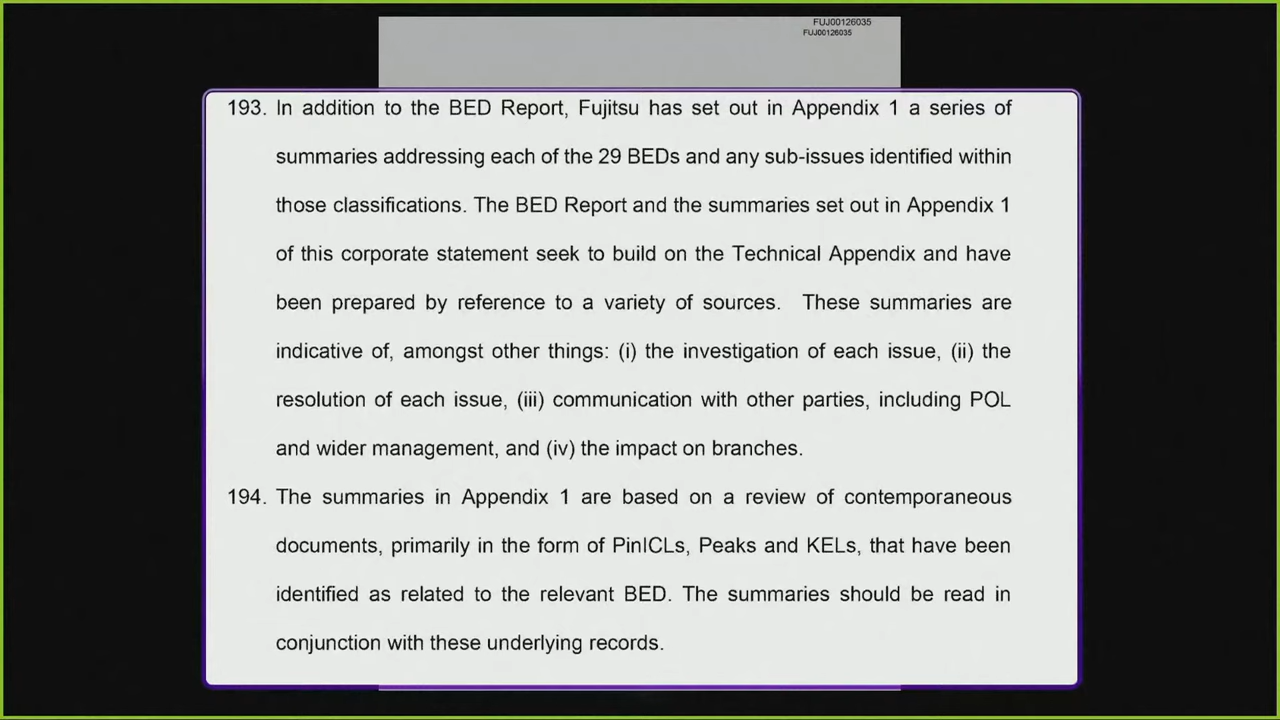 FUJ00126035
FUJ00126035
193. In addition to the BED Report, Fujitsu has set out in Appendix 1 a series of
summaries addressing each of the 29 BEDs and any sub-issues identified within
those classifications. The BED Report and the summaries set out in Appendix 1
of this corporate statement seek to build on the Technical Appendix and have
been prepared by reference to a variety of sources. These summaries are
indicative of, amongst other things: (i) the investigation of each issue, (ii) the
resolution of each issue, (iii) communication with other parties, including POL
and wider management, and (iv) the impact on branches.
194. The summaries in Appendix 1 are based on a review of contemporaneous
documents, primarily in the form of PinICLs, Peaks and KELs, that have been
identified as related to the relevant BED. The summaries should be read in
conjunction with these underlying records.